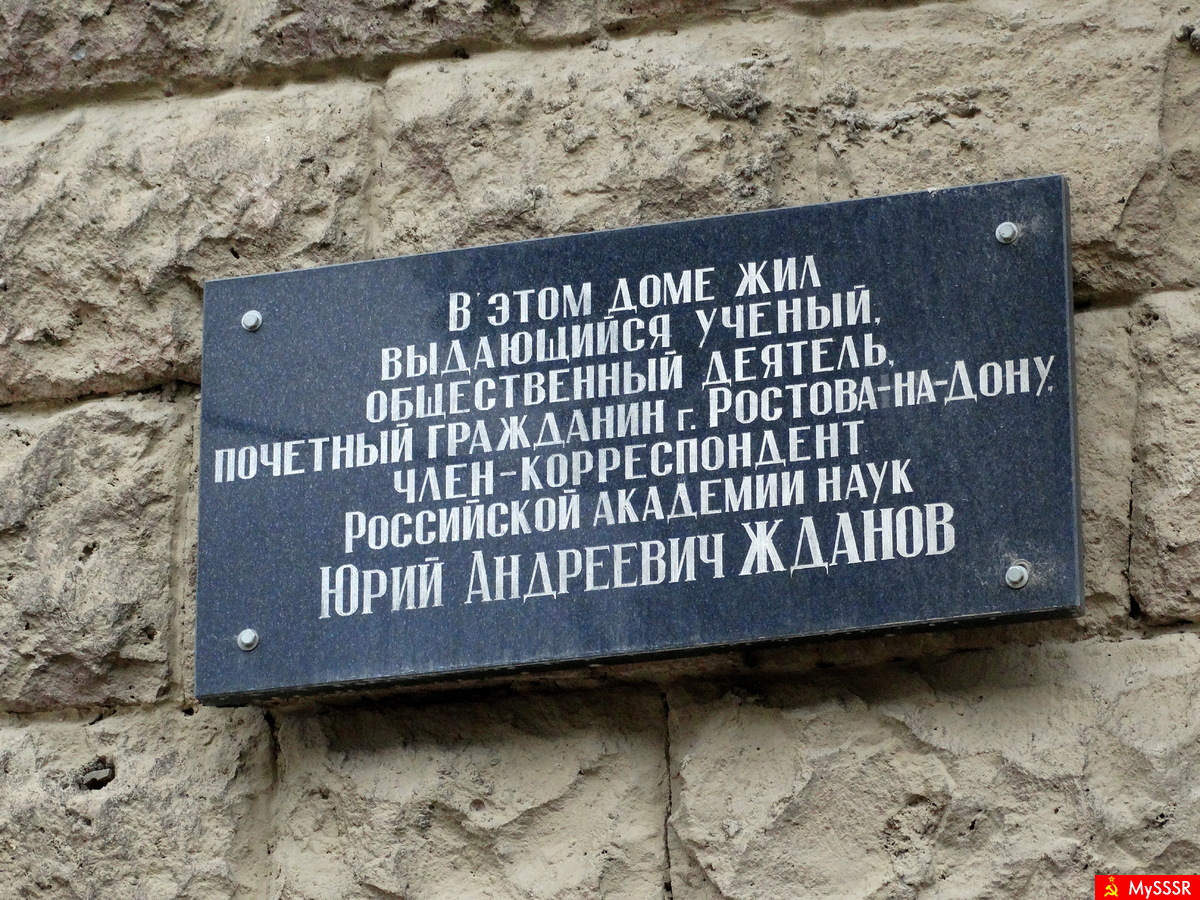 В ЭТОМ ДОМЕ ЖИЛ
ВЫДАЮЩИЙСЯ УЧЕНЫЙ,
ОБЩЕСТВЕННЫЙ ДЕЯТЕЛЬ,
ПОЧЕТНЫЙ ГРАЖДАНИН г. РОСТОВА-НА-ДОНУ,
ЧЛЕН-КОРРЕСПОНДЕНТ
РОССИЙСКОЙ АКАДЕМИИ НАУК
ЮРИЙ АНДРЕЕВИЧ ЖДАНОВ
MySSSR